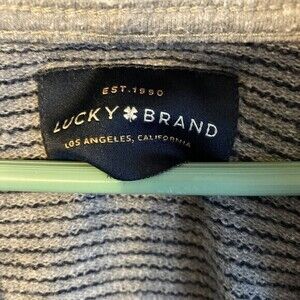 EST. 1990
LUCKY BRAND
LOS ANGELES, CALIFORNIA